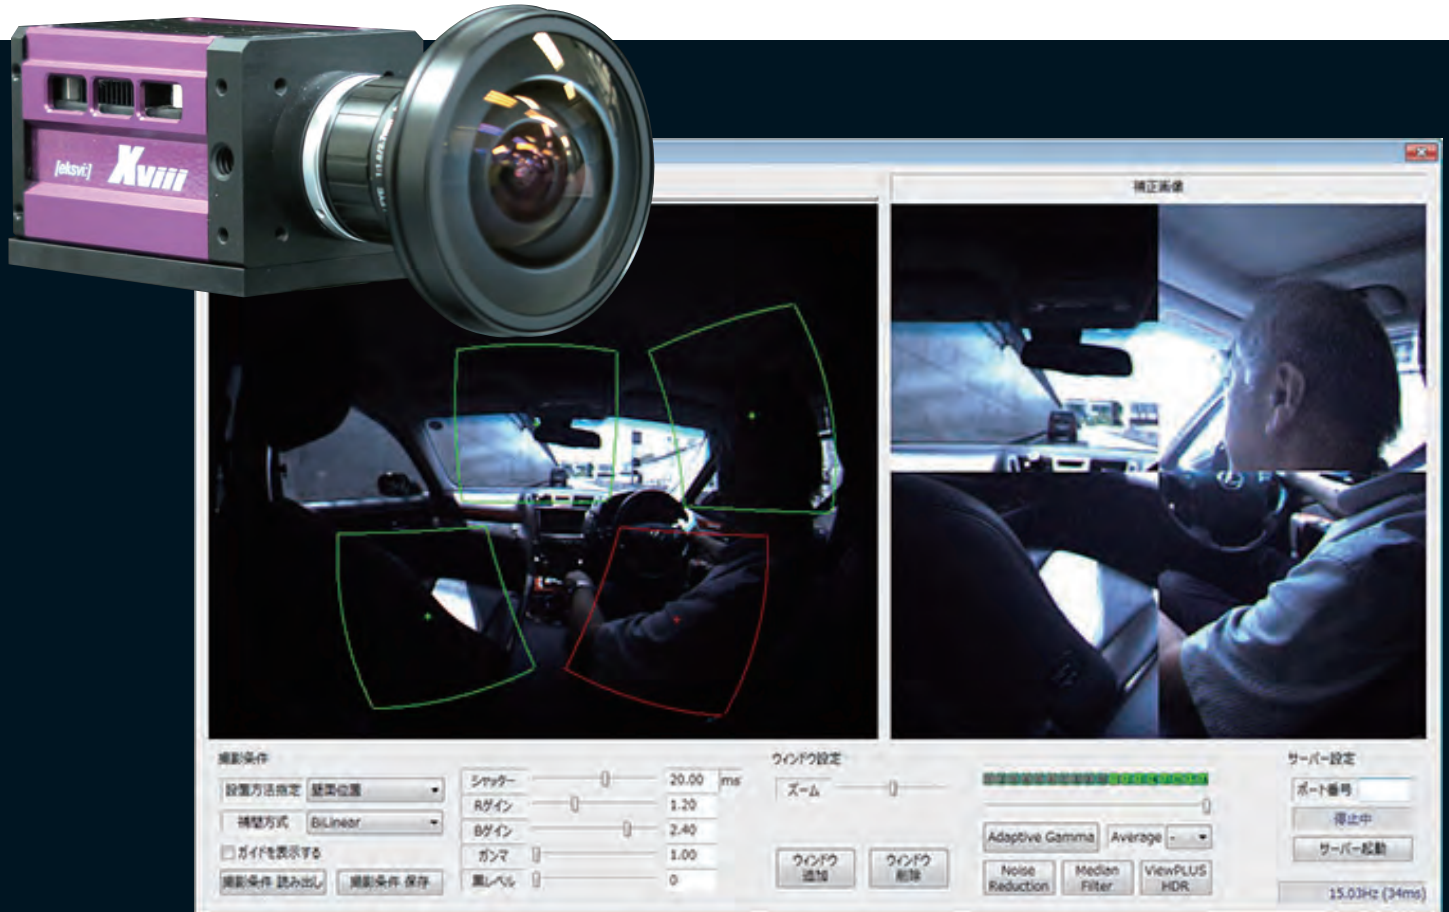 [eksvi:] Xviii
補正画像
撮影条件
設置方法指定 壁面位置
補間方式 BiLinear
ガイドを表示する
撮影条件 読み出し 撮影条件 保存
シャッター 20.00 ms
Rゲイン 1.20
Bゲイン 2.40
ガンマ 1.00
黒レベル 0
ウィンドウ設定
ズーム
ウィンドウ
追加
ウィンドウ
削除
Adaptive Gamma Average -
Noise
Reduction
Median
Filter
ViewPLUS
HDR
サーバー設定
ポート番号
停止中
サーバー起動
15.03Hz (34ms)